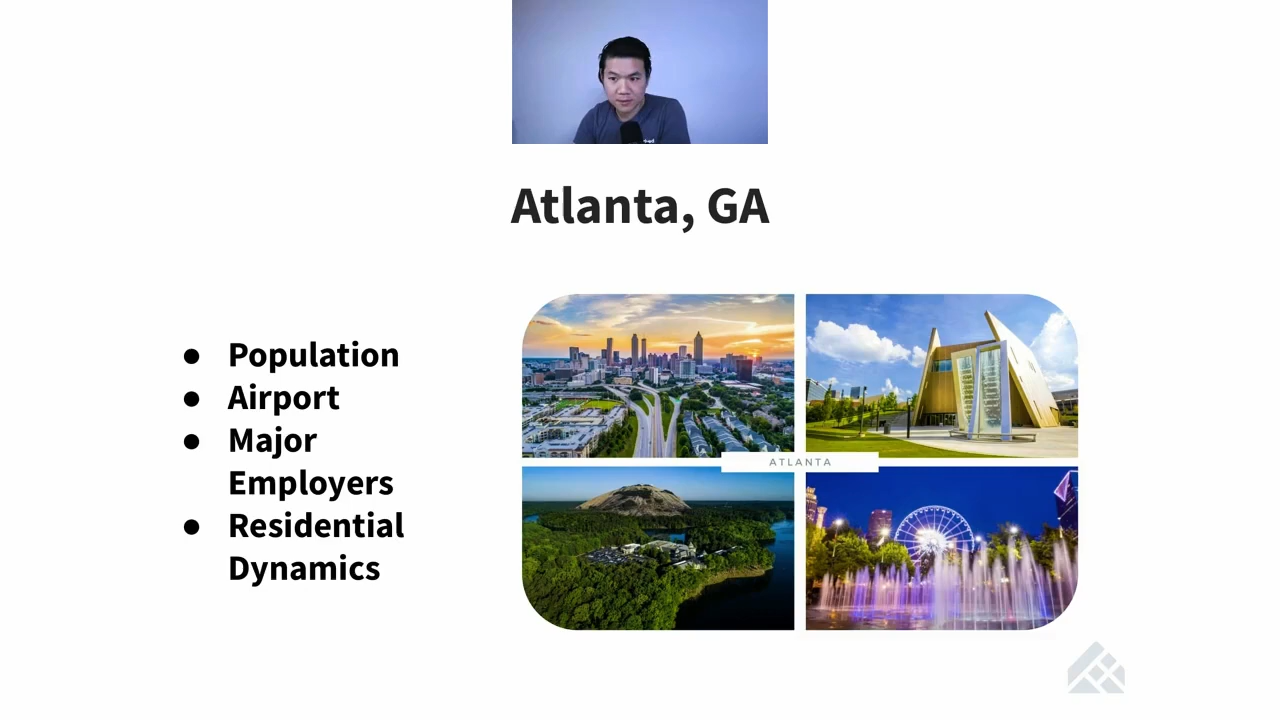 Atlanta, GA
● Population
● Airport
● Major
Employers
● Residential
Dynamics
ATLANTA